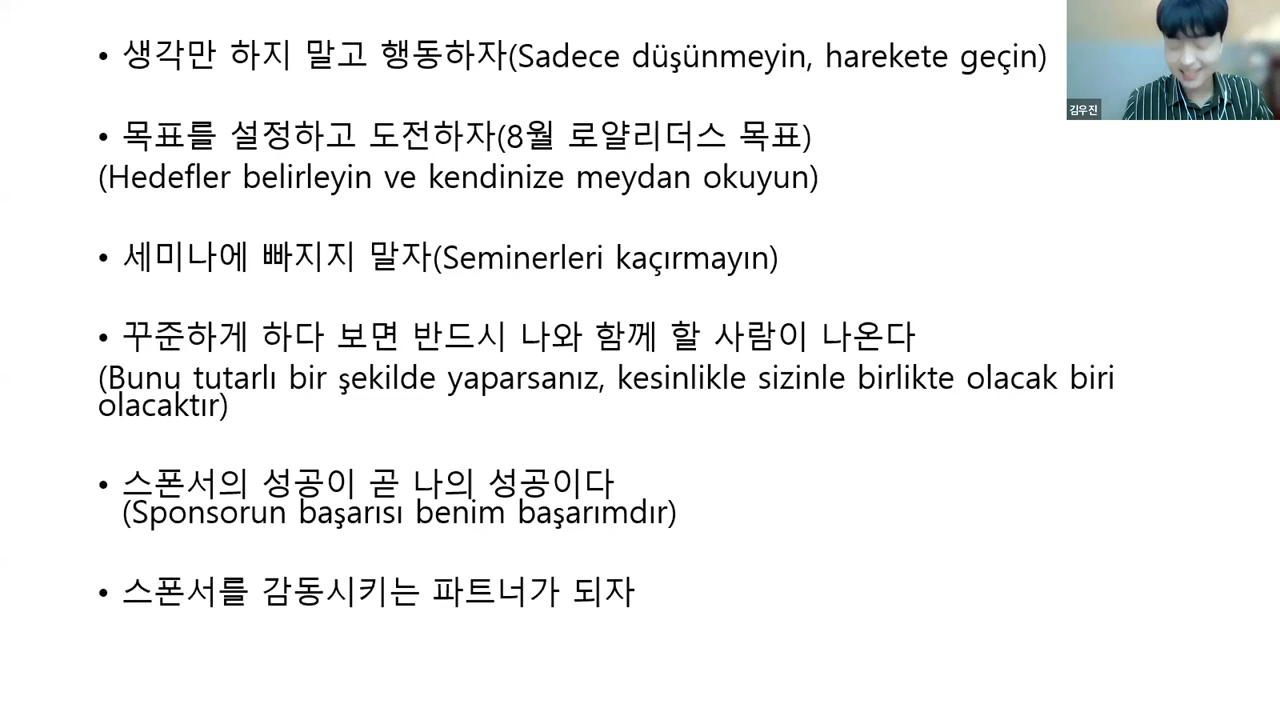 • 생각만 하지 말고 행동하자(Sadece düşünmeyin, harekete geçin)
김우진
• 목표를 설정하고 도전하자(8월 로얄리더스 목표)
(Hedefler belirleyin ve kendinize meydan okuyun)
• 세미나에 빠지지 말자(Seminerleri kaçırmayın)
• 꾸준하게 하다 보면 반드시 나와 함께 할 사람이 나온다
(Bunu tutarlı bir şekilde yaparsanız, kesinlikle sizinle birlikte olacak biri
olacaktır)
• 스폰서의 성공이 곧 나의 성공이다
(Sponsorun başarısı benim başarımdır)
• 스폰서를 감동시키는 파트너가 되자